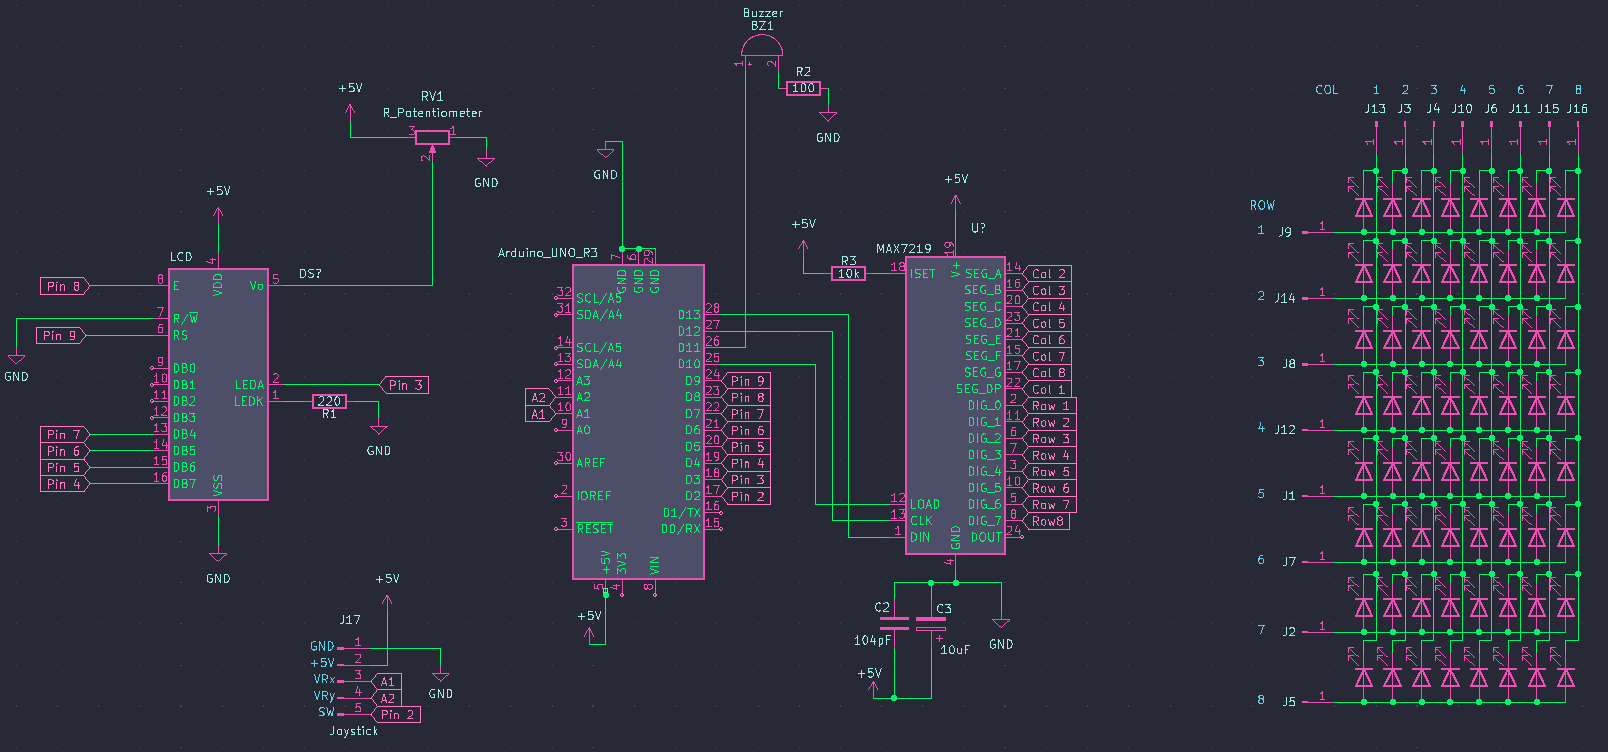 Buzzer
BZ1
1
+
2
R2
100
GND
+5V
RV1
R_Potentiometer
3
1
2
GND
COL 1 2 3 4 5 6 7 8
J13 J3 J4 J10 J6 J11 J15 J16
1 1 1 1 1 1 1 1
ROW
1 J9 1
2 J14 1
3 J8 1
4 J12 1
5 J1 1
6 J7 1
7 J2 1
8 J5 1
+5V
LCD
DS?
4
VDD
Pin 8 8 E
Vo 5
7 R/W
Pin 9 6 RS
GND
9 DB0
10 DB1
11 DB2
12 DB3
Pin 7 13 DB4
Pin 6 14 DB5
Pin 5 15 DB6
Pin 4 16 DB7
LEDA 2 Pin 3
LEDK 1 220
R1
GND
VSS
3
GND
GND
Arduino_UNO_R3
7 6 29
GND GND GND
32 SCL/A5
31 SDA/A4
14 SCL/A5
13 SDA/A4
12 A3
A2 11 A2
A1 10 A1
9 A0
30 AREF
2 IOREF
3 RESET
D13 28
D12 27
D11 26
D10 25
D9 24 Pin 9
D8 23 Pin 8
D7 22 Pin 7
D6 21 Pin 6
D5 20 Pin 5
D4 19 Pin 4
D3 18 Pin 3
D2 17 Pin 2
D1/TX 16
D0/RX 15
+5V 3V3 VIN
5 4 8
+5V
+5V
U?
MAX7219
19
V+
+5V
R3
10k
18 ISET
SEG_A 14 Col 2
SEG_B 16 Col 3
SEG_C 20 Col 4
SEG_D 23 Col 5
SEG_E 21 Col 6
SEG_F 15 Col 7
SEG_G 17 Col 8
SEG_DP 22 Col 1
DIG_0 2 Row 1
DIG_1 11 Row 2
DIG_2 6 Row 3
DIG_3 7 Row 4
DIG_4 3 Row 5
DIG_5 10 Row 6
DIG_6 5 Row 7
DIG_7 8 Row8
DOUT 24
12 LOAD
13 CLK
1 DIN
GND
4
C2
104pF
C3
+
10uF
GND
+5V
+5V
J17
GND 1
+5V 2
VRx 3 A1
VRy 4 A2
SW 5 Pin 2
GND
Joystick